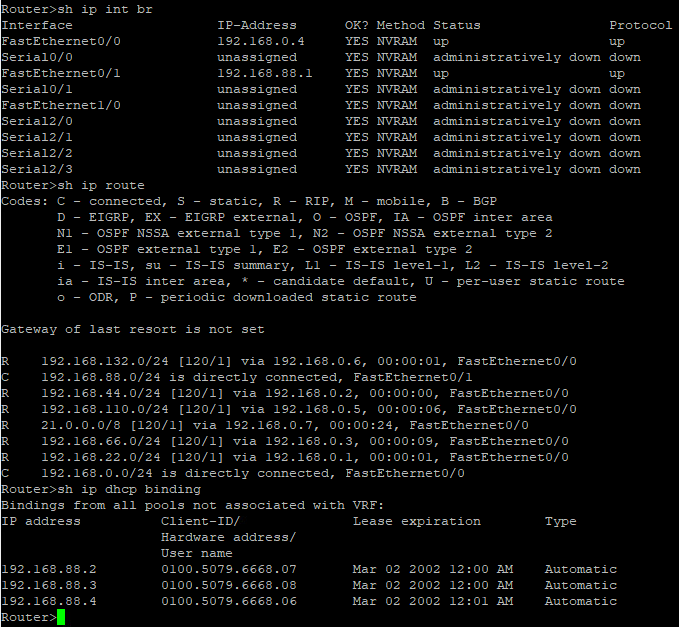 Router>sh ip int br
Interface                  IP-Address      OK? Method Status                Protocol
FastEthernet0/0            192.168.0.4     YES NVRAM  up                    up
Serial0/0                  unassigned      YES NVRAM  administratively down down
FastEthernet0/1            192.168.88.1    YES NVRAM  up                    up
Serial0/1                  unassigned      YES NVRAM  administratively down down
FastEthernet1/0            unassigned      YES NVRAM  administratively down down
Serial2/0                  unassigned      YES NVRAM  administratively down down
Serial2/1                  unassigned      YES NVRAM  administratively down down
Serial2/2                  unassigned      YES NVRAM  administratively down down
Serial2/3                  unassigned      YES NVRAM  administratively down down
Router>sh ip route
Codes: C - connected, S - static, R - RIP, M - mobile, B - BGP
       D - EIGRP, EX - EIGRP external, O - OSPF, IA - OSPF inter area
       N1 - OSPF NSSA external type 1, N2 - OSPF NSSA external type 2
       E1 - OSPF external type 1, E2 - OSPF external type 2
       i - IS-IS, su - IS-IS summary, L1 - IS-IS level-1, L2 - IS-IS level-2
       ia - IS-IS inter area, * - candidate default, U - per-user static route
       o - ODR, P - periodic downloaded static route
Gateway of last resort is not set
R    192.168.132.0/24 [120/1] via 192.168.0.6, 00:00:01, FastEthernet0/0
C    192.168.88.0/24 is directly connected, FastEthernet0/1
R    192.168.44.0/24 [120/1] via 192.168.0.2, 00:00:00, FastEthernet0/0
R    192.168.110.0/24 [120/1] via 192.168.0.5, 00:00:06, FastEthernet0/0
R    21.0.0.0/8 [120/1] via 192.168.0.7, 00:00:24, FastEthernet0/0
R    192.168.66.0/24 [120/1] via 192.168.0.3, 00:00:09, FastEthernet0/0
R    192.168.22.0/24 [120/1] via 192.168.0.1, 00:00:01, FastEthernet0/0
C    192.168.0.0/24 is directly connected, FastEthernet0/0
Router>sh ip dhcp binding
Bindings from all pools not associated with VRF:
IP address          Client-ID/              Lease expiration        Type
                    Hardware address/
                    User name
192.168.88.2        0100.5079.6668.07       Mar 02 2002 12:00 AM    Automatic
192.168.88.3        0100.5079.6668.08       Mar 02 2002 12:00 AM    Automatic
192.168.88.4        0100.5079.6668.06       Mar 02 2002 12:01 AM    Automatic
Router>